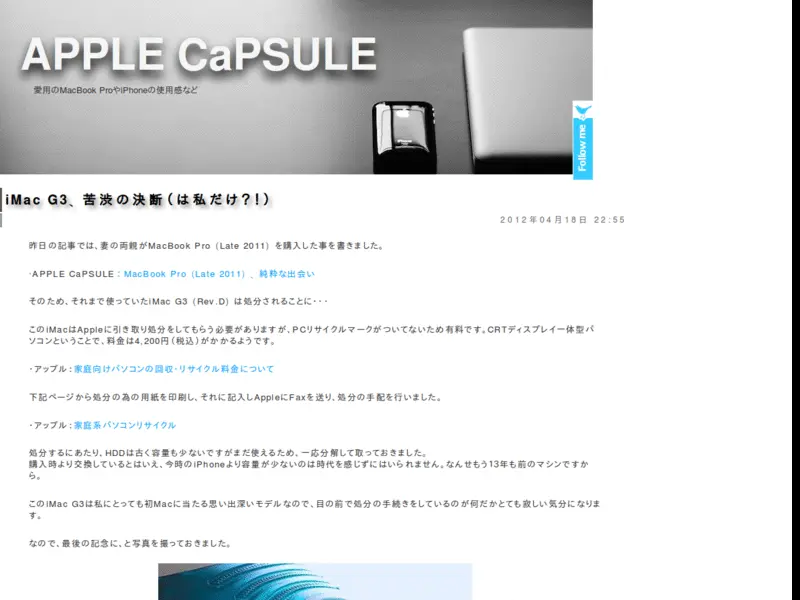 APPLE CaPSULE
愛用のMacBook ProやiPhoneの使用感など
Follow me
iMac G3、苦渋の決断(は私だけ?!)
2012年04月18日 22:55
昨日の記事では、妻の両親がMacBook Pro (Late 2011) を購入した事を書きました。
・APPLE CaPSULE : MacBook Pro (Late 2011) 、純粋な出会い
そのため、それまで使っていたiMac G3 (Rev.D) は処分されることに・・・
このiMacはAppleに引き取り処分をしてもらう必要がありますが、PCリサイクルマークがついてないため有料です。CRTディスプレイ一体型パ
ソコンということで、料金は4,200円(税込)がかかるようです。
・アップル:家庭向けパソコンの回収・リサイクル料金について
下記ページから処分の為の用紙を印刷し、それに記入しAppleにFaxを送り、処分の手配を行いました。
・アップル:家庭系パソコンリサイクル
処分するにあたり、HDDは古く容量も少ないですがまだ使えるため、一応分解して取っておきました。
購入時より交換しているとはいえ、今時のiPhoneより容量が少ないのは時代を感じずにはいられません。なんせもう13年も前のマシンですか
ら。
このiMac G3は私にとっても初Macに当たる思い出深いモデルなので、目の前で処分の手続きをしているのが何だかとても寂しい気分になりま
す。
なので、最後の記念に、と写真を撮っておきました。